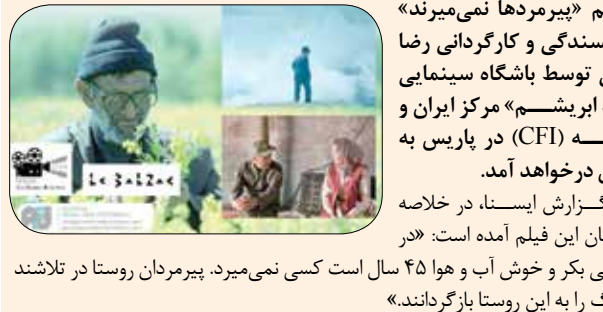 م «پیرمردها نمی‌میرند»
سندگی و کارگردانی رضا
ی توسط باشگاه سینمایی
ابریشم» مرکز ایران و
ـه (CFI) در پاریس به
ی درخواهد آمد.
گزارش ایسنا، در خلاصه
ان این فیلم آمده است: «در
ی بکر و خوش آب و هوا ۴۵ سال است کسی نمی‌میرد. پیرمردان روستا در تلاشند
گ را به این روستا بازگردانند.»
Le BaLZac